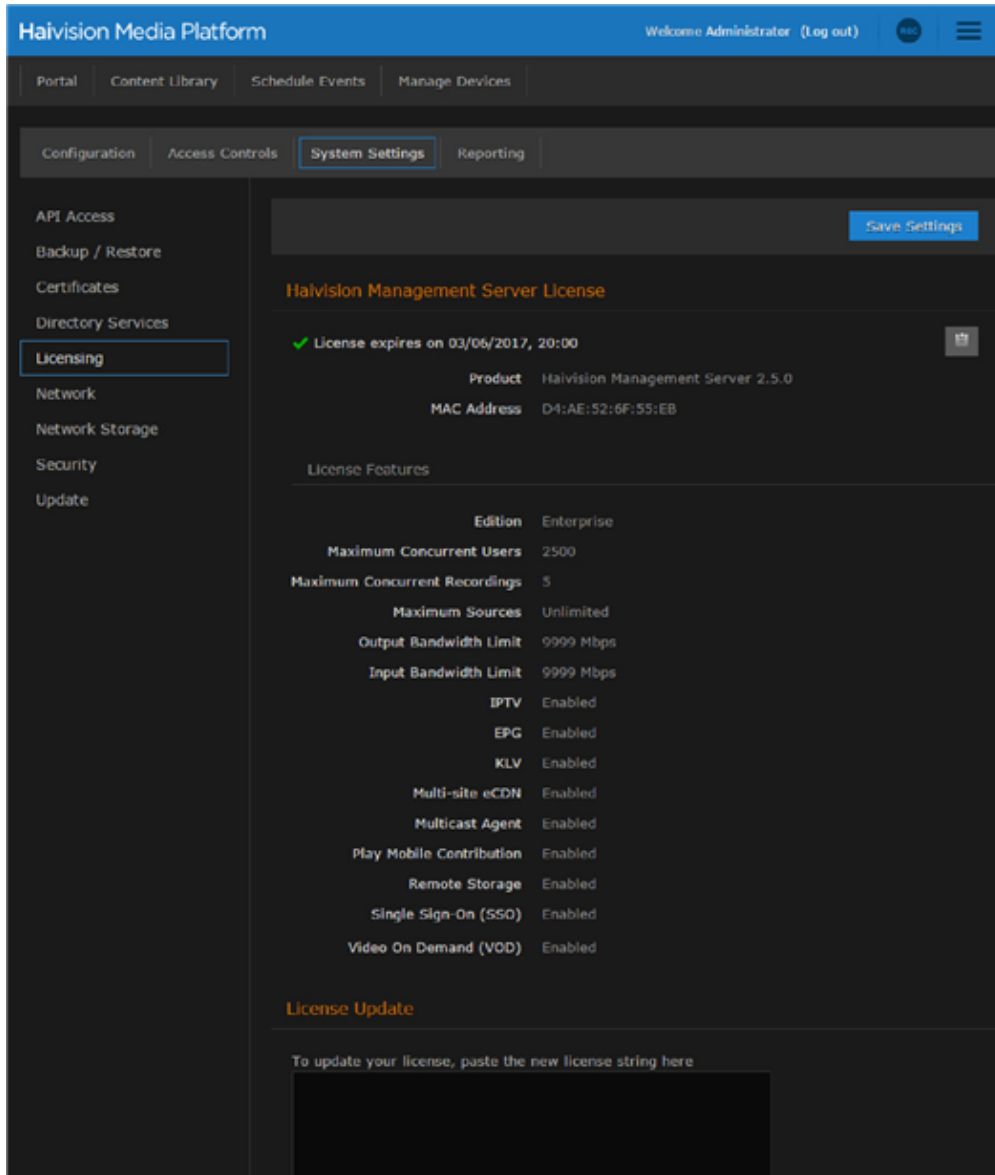 Haivision Media Platform
Welcome Administrator (Log out)
REC
Portal
Content Library
Schedule Events
Manage Devices
Configuration
Access Controls
System Settings
Reporting
API Access
Backup / Restore
Certificates
Directory Services
Licensing
Network
Network Storage
Security
Update
Save Settings
Haivision Management Server License
License expires on 03/06/2017, 20:00
Product Haivision Management Server 2.5.0
MAC Address D4:AE:52:6F:55:EB
License Features
Edition Enterprise
Maximum Concurrent Users 2500
Maximum Concurrent Recordings 5
Maximum Sources Unlimited
Output Bandwidth Limit 9999 Mbps
Input Bandwidth Limit 9999 Mbps
IPTV Enabled
EPG Enabled
KLV Enabled
Multi-site eCDN Enabled
Multicast Agent Enabled
Play Mobile Contribution Enabled
Remote Storage Enabled
Single Sign-On (SSO) Enabled
Video On Demand (VOD) Enabled
License Update
To update your license, paste the new license string here